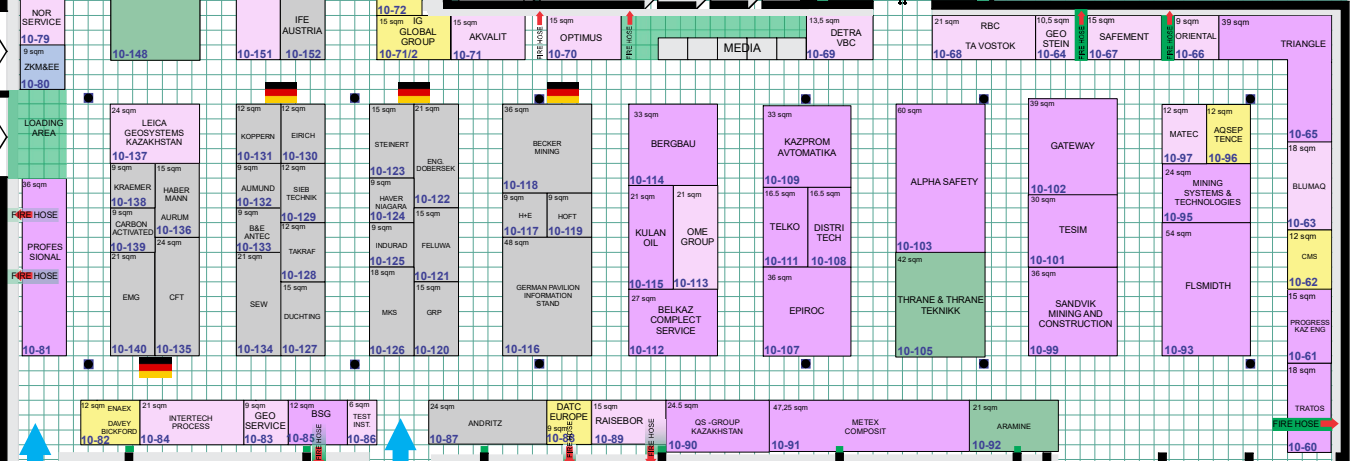 NOR
SERVICE
10-79
9 sqm
ZKM&EE
10-80
10-148
10-151
IFE
AUSTRIA
10-152
10-72
15 sqm
IG
GLOBAL
GROUP
10-71/2
15 sqm
AKVALIT
10-71
FIRE HOSE
15 sqm
OPTIMUS
10-70
FIRE HOSE
MEDIA
13,5 sqm
DETRA
VBC
10-69
21 sqm
RBC
TA VOSTOK
10-68
10,5 sqm
GEO
STEIN
10-64
FIRE HOSE
15 sqm
SAFEMENT
10-67
FIRE HOSE
9 sqm
ORIENTAL
10-66
39 sqm
TRIANGLE
10-65
LOADING
AREA
36 sqm
FIRE HOSE
PROFES
SIONAL
FIRE HOSE
10-81
24 sqm
LEICA
GEOSYSTEMS
KAZAKHSTAN
10-137
9 sqm
KRAEMER
10-138
15 sqm
HABER
MANN
AURUM
10-136
9 sqm
CARBON
ACTIVATED
10-139
21 sqm
EMG
10-140
24 sqm
CFT
10-135
12 sqm
KOPPERN
10-131
12 sqm
EIRICH
10-130
9 sqm
AUMUND
10-132
12 sqm
SIEB
TECHNIK
10-129
9 sqm
B&E
ANTEC
10-133
12 sqm
TAKRAF
10-128
21 sqm
SEW
10-134
15 sqm
DUCHTING
10-127
15 sqm
STEINERT
10-123
21 sqm
ENG.
DOBERSEK
10-122
9 sqm
HAVER
NIAGARA
10-124
9 sqm
INDURAD
10-125
15 sqm
FELUWA
10-121
18 sqm
MKS
10-126
15 sqm
GRP
10-120
36 sqm
BECKER
MINING
10-118
9 sqm
H+E
10-117
9 sqm
HOFT
10-119
48 sqm
GERMAN PAVILION
INFORMATION
STAND
10-116
33 sqm
BERGBAU
10-114
21 sqm
KULAN
OIL
10-115
21 sqm
OME
GROUP
10-113
27 sqm
BELKAZ
COMPLECT
SERVICE
10-112
33 sqm
KAZPROM
AVTOMATIKA
10-109
16.5 sqm
TELKO
10-111
16.5 sqm
DISTRI
TECH
10-108
36 sqm
EPIROC
10-107
60 sqm
ALPHA SAFETY
10-103
42 sqm
THRANE & THRANE
TEKNIKK
10-105
39 sqm
GATEWAY
10-102
30 sqm
TESIM
10-101
36 sqm
SANDVIK
MINING AND
CONSTRUCTION
10-99
12 sqm
MATEC
10-97
12 sqm
AQSEP
TENCE
10-96
24 sqm
MINING
SYSTEMS &
TECHNOLOGIES
10-95
54 sqm
FLSMIDTH
10-93
18 sqm
BLUMAQ
10-63
12 sqm
CMS
10-62
15 sqm
PROGRESS
KAZ ENG
10-61
18 sqm
TRATOS
FIRE HOSE
10-60
12 sqm
ENAEX
DAVEY
BICKFORD
10-82
21 sqm
INTERTECH
PROCESS
10-84
9 sqm
GEO
SERVICE
10-83
12 sqm
BSG
10-85
FIRE HOSE
6 sqm
TEST
INST.
10-86
24 sqm
ANDRITZ
10-87
DATC
EUROPE
9 sqm
10-88
FIRE HOSE
15 sqm
RAISEBOR
10-89
FIRE HOSE
24.5 sqm
QS -GROUP
KAZAKHSTAN
10-90
47,25 sqm
METEX
COMPOSIT
10-91
21 sqm
ARAMINE
10-92